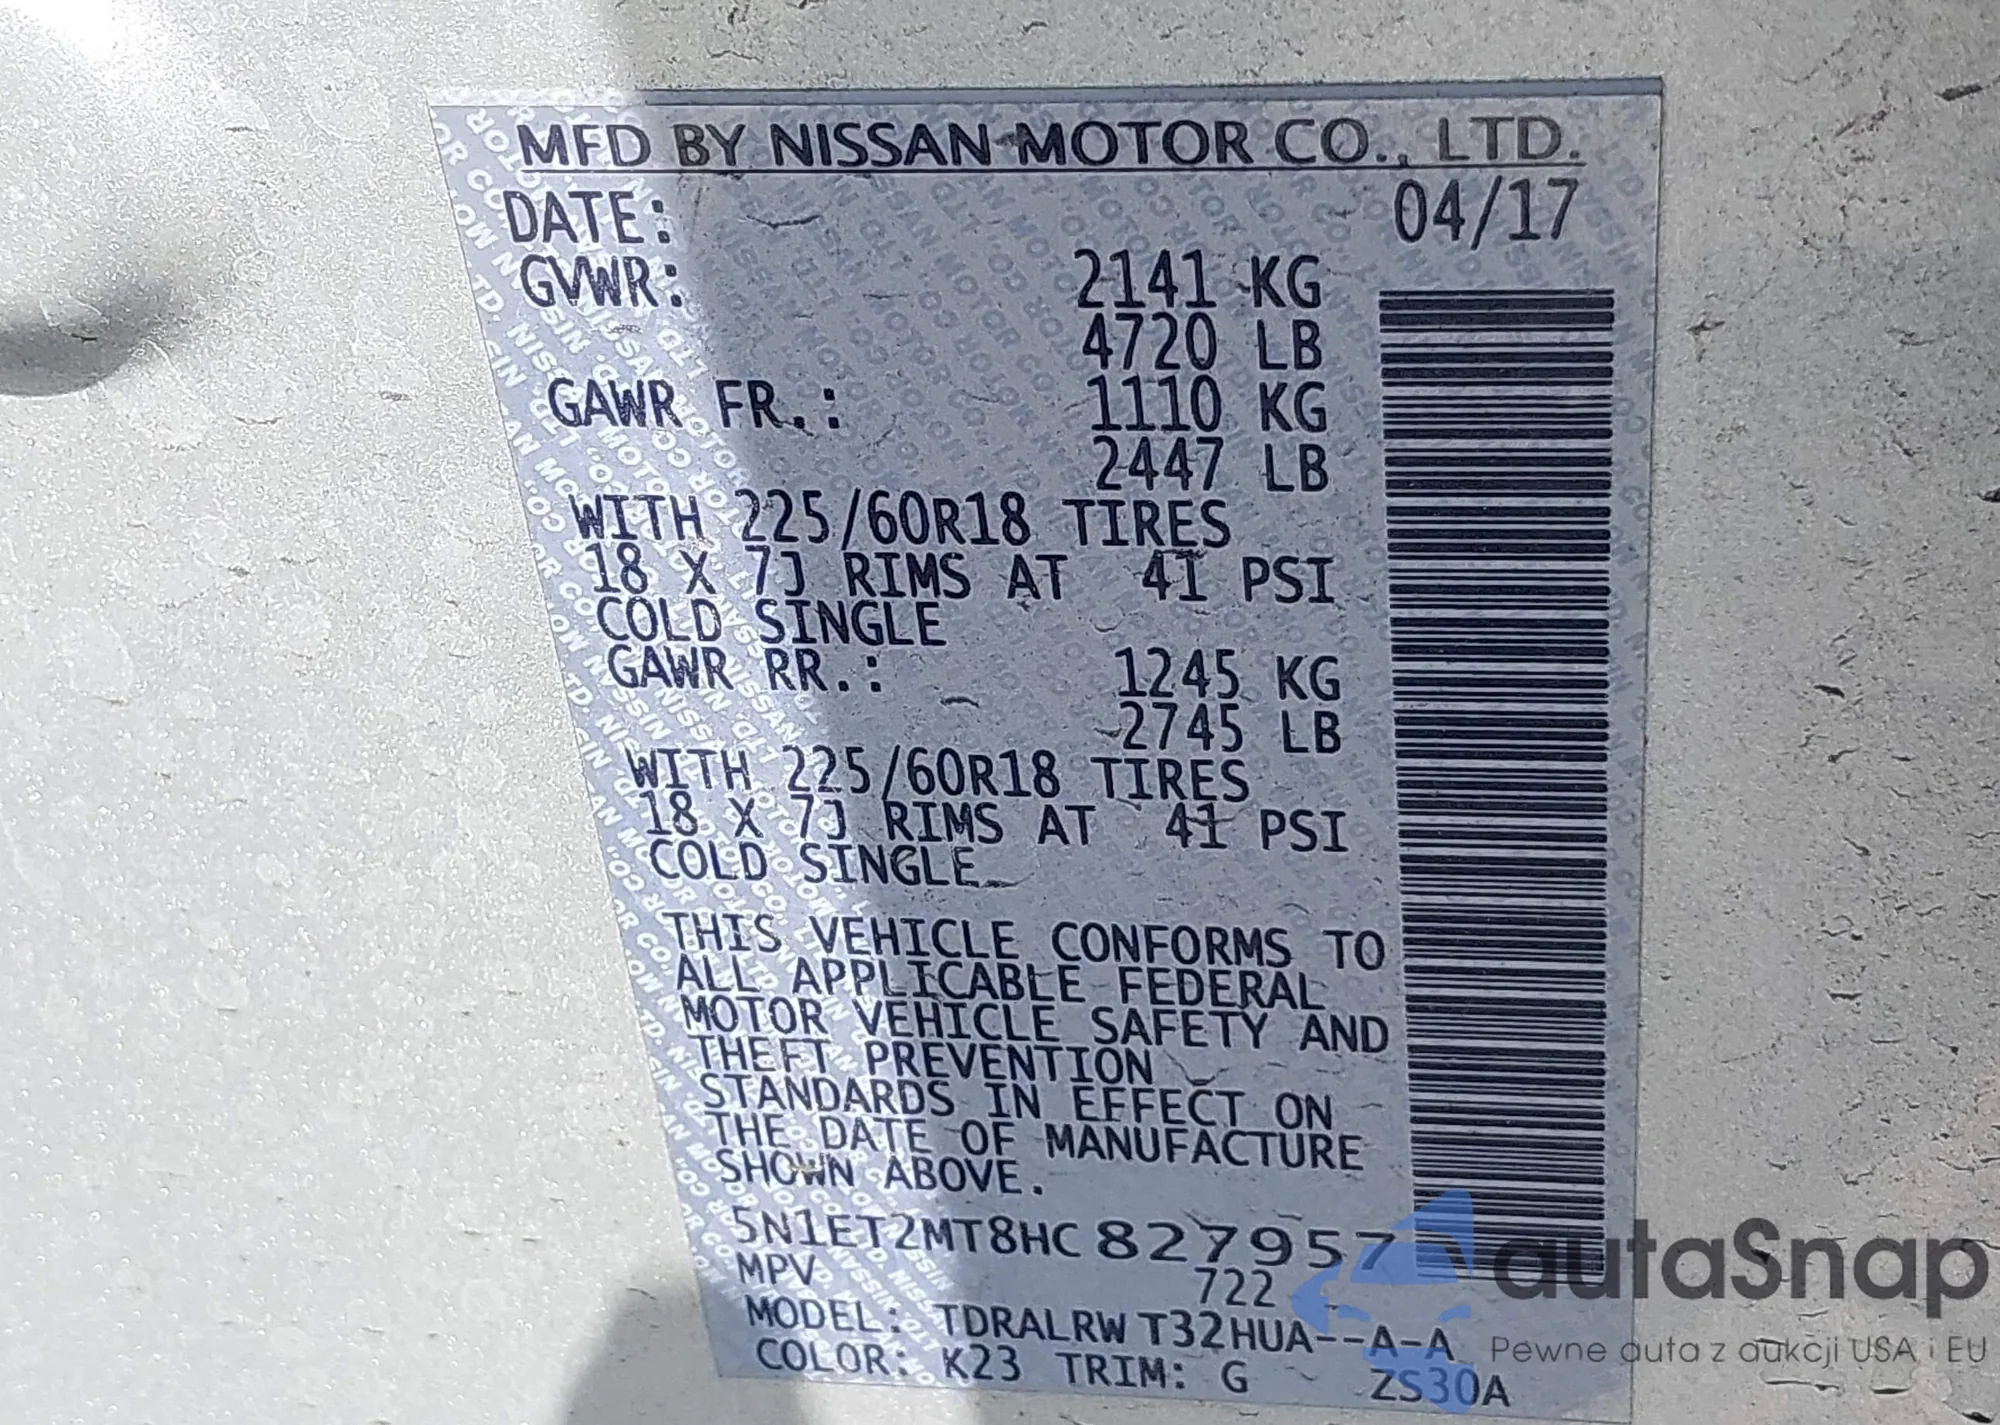 MFD BY NISSAN MOTOR CO., LTD.
DATE: 04/17
GVWR: 2141 KG
4720 LB
GAWR FR.: 1110 KG
2447 LB
WITH 225/60R18 TIRES
18 X 7J RIMS AT 41 PSI
COLD SINGLE
GAWR RR.: 1245 KG
2745 LB
WITH 225/60R18 TIRES
18 X 7J RIMS AT 41 PSI
COLD SINGLE
THIS VEHICLE CONFORMS TO
ALL APPLICABLE FEDERAL
MOTOR VEHICLE SAFETY AND
THEFT PREVENTION
STANDARDS IN EFFECT ON
THE DATE OF MANUFACTURE
SHOWN ABOVE.
5N1ET2MT8HC827957
MPV 722
MODEL: TDRALRW T32HUA--A-A
COLOR: K23 TRIM: G ZS30A
autaSnap
Pewne auta z aukcji USA i EU